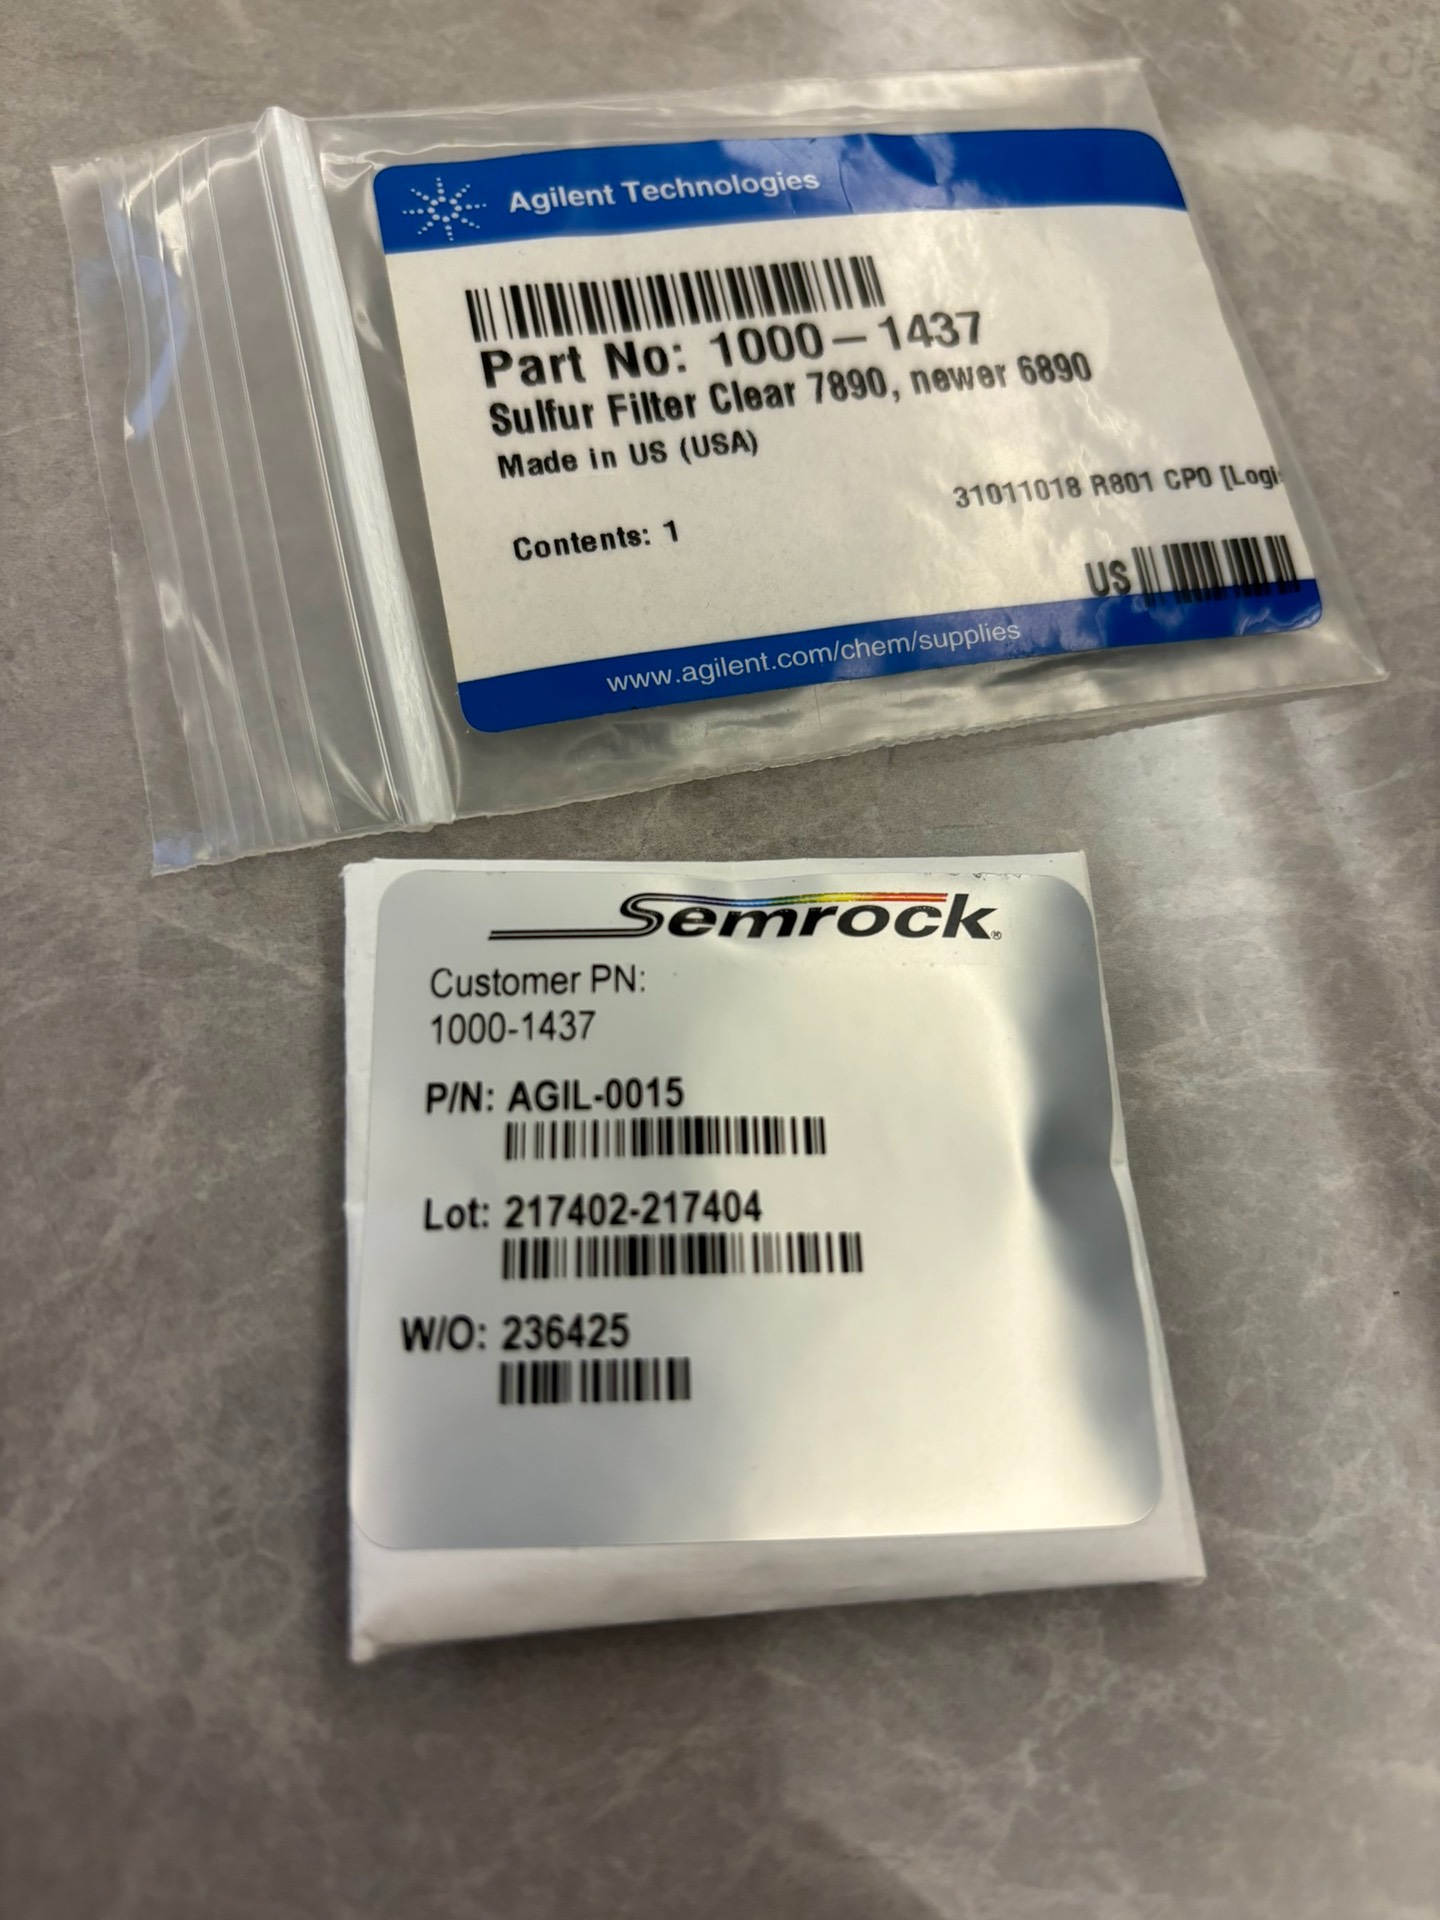 Agilent Technologies
Part No: 1000–1437
Sulfur Filter Clear 7890, newer 6890
Made in US (USA)
31011018 R801 CP0 [Logi
Contents: 1
US
www.agilent.com/chem/supplies
Semrock®
Customer PN:
1000-1437
P/N: AGIL-0015
Lot: 217402-217404
W/O: 236425